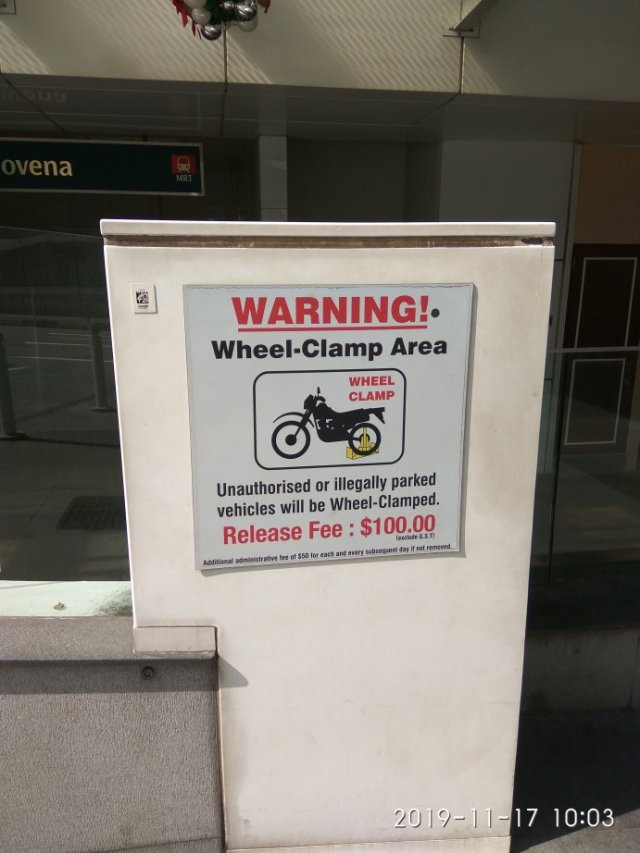 ovena
MRT
WARNING!
Wheel-Clamp Area
WHEEL
CLAMP
Unauthorised or illegally parked
vehicles will be Wheel-Clamped.
Release Fee : $100.00
(exclude G.S.T)
Additional administrative fee of $50 for each and every subsequent day if not removed.
2019-11-17 10:03